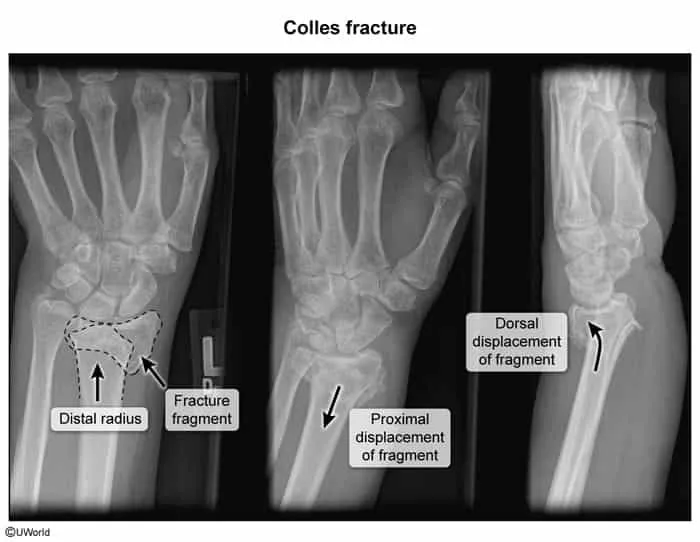 Colles fracture
L
Distal radius
Fracture
fragment
Proximal
displacement
of fragment
Dorsal
displacement
of fragment
©UWorld